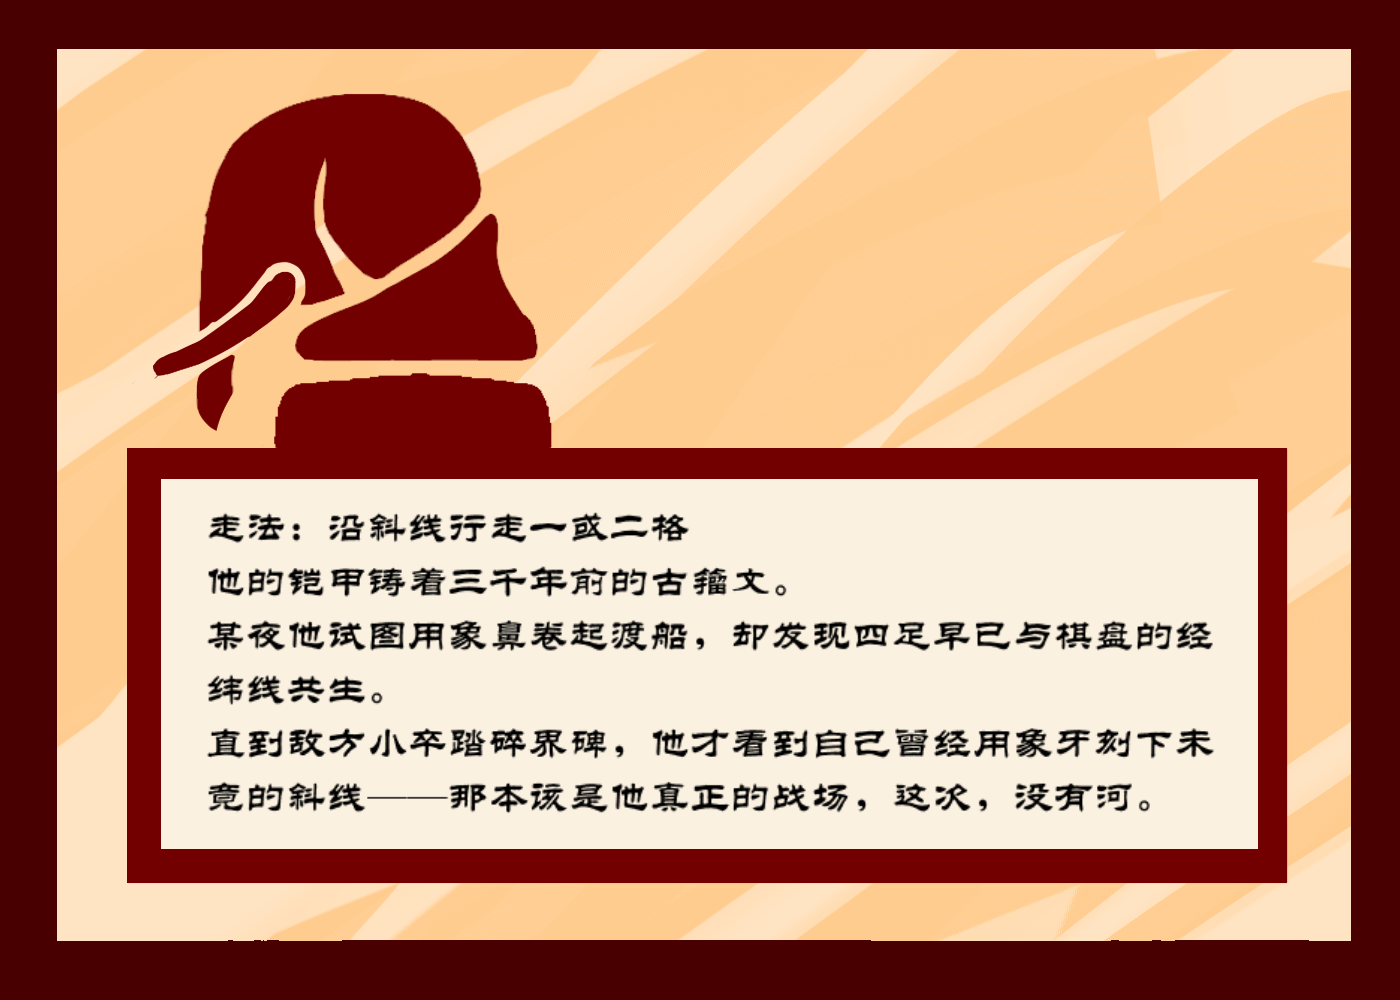 走法：沿斜线行走一或二格
他的铠甲铸着三千年前的古籀文。
某夜他试图用象鼻卷起渡船，却发现四足早已与棋盘的经
纬线共生。
直到敌方小卒踏碎界碑，他才看到自己曾经用象牙刻下未
竟的斜线——那本该是他真正的战场，这次，没有河。